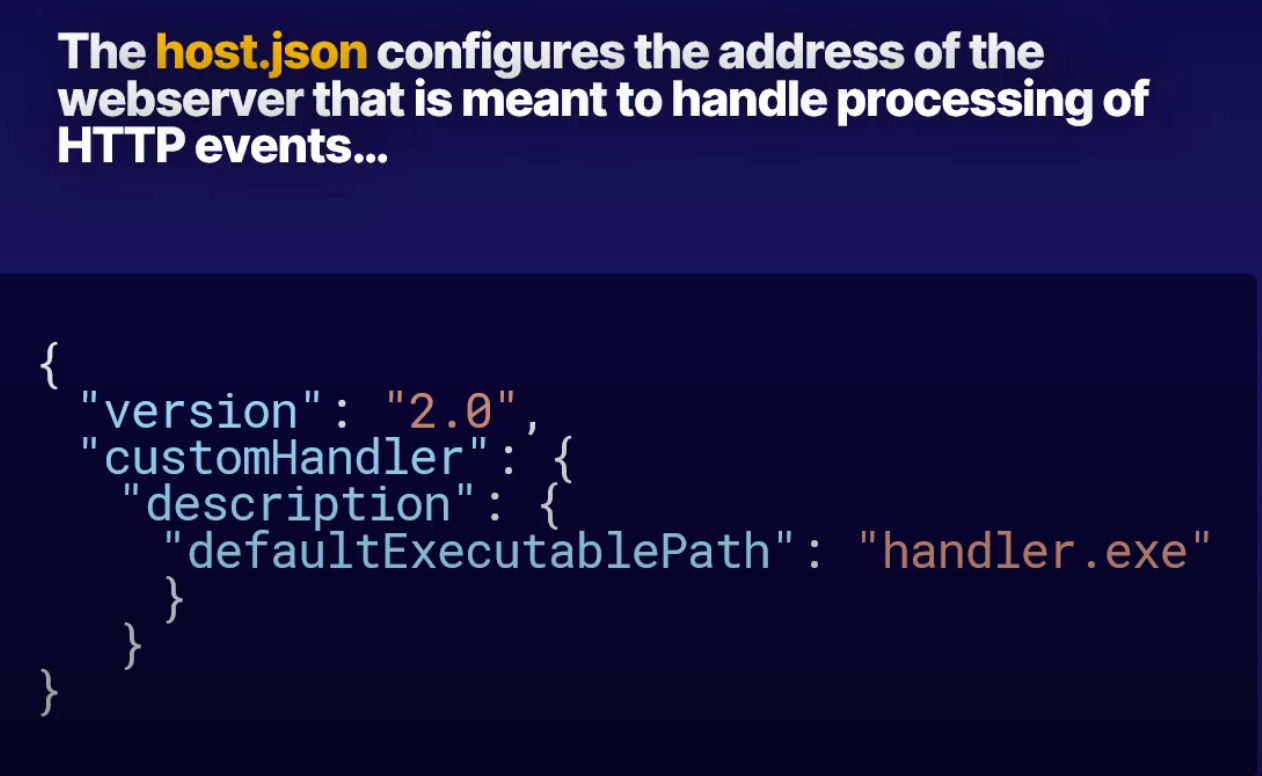 The host.json configures the address of the
webserver that is meant to handle processing of
HTTP events...
{
"version": "2.0",
"customHandler": {
"description": {
"defaultExecutablePath": "handler.exe"
}
}
}